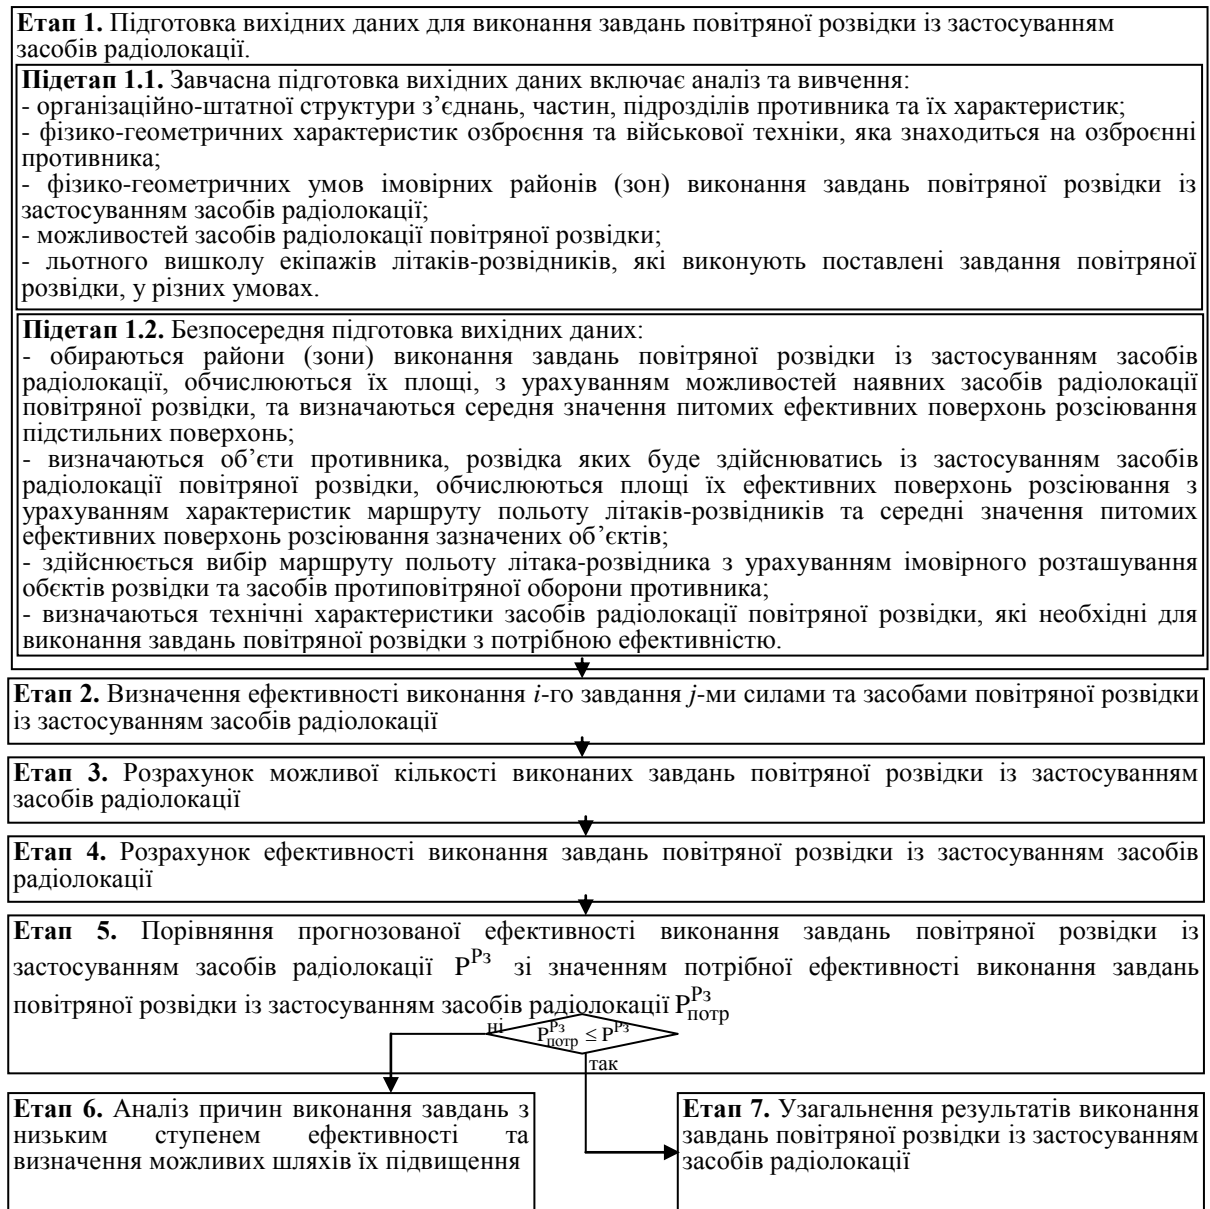 Етап 1. Підготовка вихідних даних для виконання завдань повітряної розвідки із застосуванням
засобів радіолокації.
Підетап 1.1. Завчасна підготовка вихідних даних включає аналіз та вивчення:
- організаційно-штатної структури з’єднань, частин, підрозділів противника та їх характеристик;
- фізико-геометричних характеристик озброєння та військової техніки, яка знаходиться на озброєнні
противника;
- фізико-геометричних умов імовірних районів (зон) виконання завдань повітряної розвідки із
застосуванням засобів радіолокації;
- можливостей засобів радіолокації повітряної розвідки;
- льотного вишколу екіпажів літаків-розвідників, які виконують поставлені завдання повітряної
розвідки, у різних умовах.
Підетап 1.2. Безпосередня підготовка вихідних даних:
- обираються райони (зони) виконання завдань повітряної розвідки із застосуванням засобів
радіолокації, обчислюються їх площі, з урахуванням можливостей наявних засобів радіолокації
повітряної розвідки, та визначаються середня значення питомих ефективних поверхонь розсіювання
підстильних поверхонь;
- визначаються об’єти противника, розвідка яких буде здійснюватись із застосуванням засобів
радіолокації повітряної розвідки, обчислюються площі їх ефективних поверхонь розсіювання з
урахуванням характеристик маршруту польоту літаків-розвідників та середні значення питомих
ефективних поверхонь розсіювання зазначених об’єктів;
- здійснюється вибір маршруту польоту літака-розвідника з урахуванням імовірного розташування
обєктів розвідки та засобів протиповітряної оборони противника;
- визначаються технічні характеристики засобів радіолокації повітряної розвідки, які необхідні для
виконання завдань повітряної розвідки з потрібною ефективністю.
Етап 2. Визначення ефективності виконання i-го завдання j-ми силами та засобами повітряної розвідки
із застосуванням засобів радіолокації
Етап 3. Розрахунок можливої кількості виконаних завдань повітряної розвідки із застосуванням
засобів радіолокації
Етап 4. Розрахунок ефективності виконання завдань повітряної розвідки із застосуванням засобів
радіолокації
Етап 5. Порівняння прогнозованої ефективності виконання завдань повітряної розвідки із
застосуванням засобів радіолокації P^Рз зі значенням потрібної ефективності виконання завдань
повітряної розвідки із застосуванням засобів радіолокації P^Рз_потр
ні
P^Рз_потр ≤ P^Рз
так
Етап 6. Аналіз причин виконання завдань з
низьким ступенем ефективності та
визначення можливих шляхів їх підвищення
Етап 7. Узагальнення результатів виконання
завдань повітряної розвідки із застосуванням
засобів радіолокації